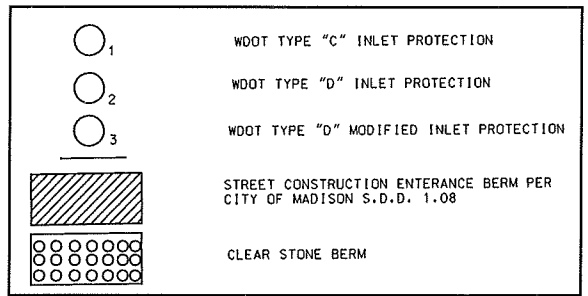 1 WDOT TYPE "C" INLET PROTECTION
2 WDOT TYPE "D" INLET PROTECTION
3 WDOT TYPE "D" MODIFIED INLET PROTECTION
STREET CONSTRUCTION ENTERANCE BERM PER
CITY OF MADISON S.D.D. 1.08
CLEAR STONE BERM